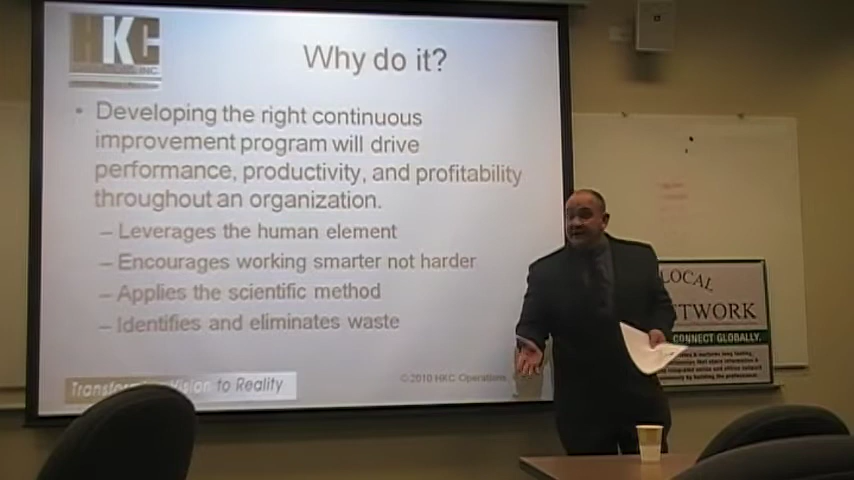 HKC
Why do it?
• Developing the right continuous
improvement program will drive
performance, productivity, and profitability
throughout an organization.
– Leverages the human element
– Encourages working smarter not harder
– Applies the scientific method
– Identifies and eliminates waste
Vision to Reality
©2010 HKC Operations
LOCAL
TWORK
CONNECT GLOBALLY.